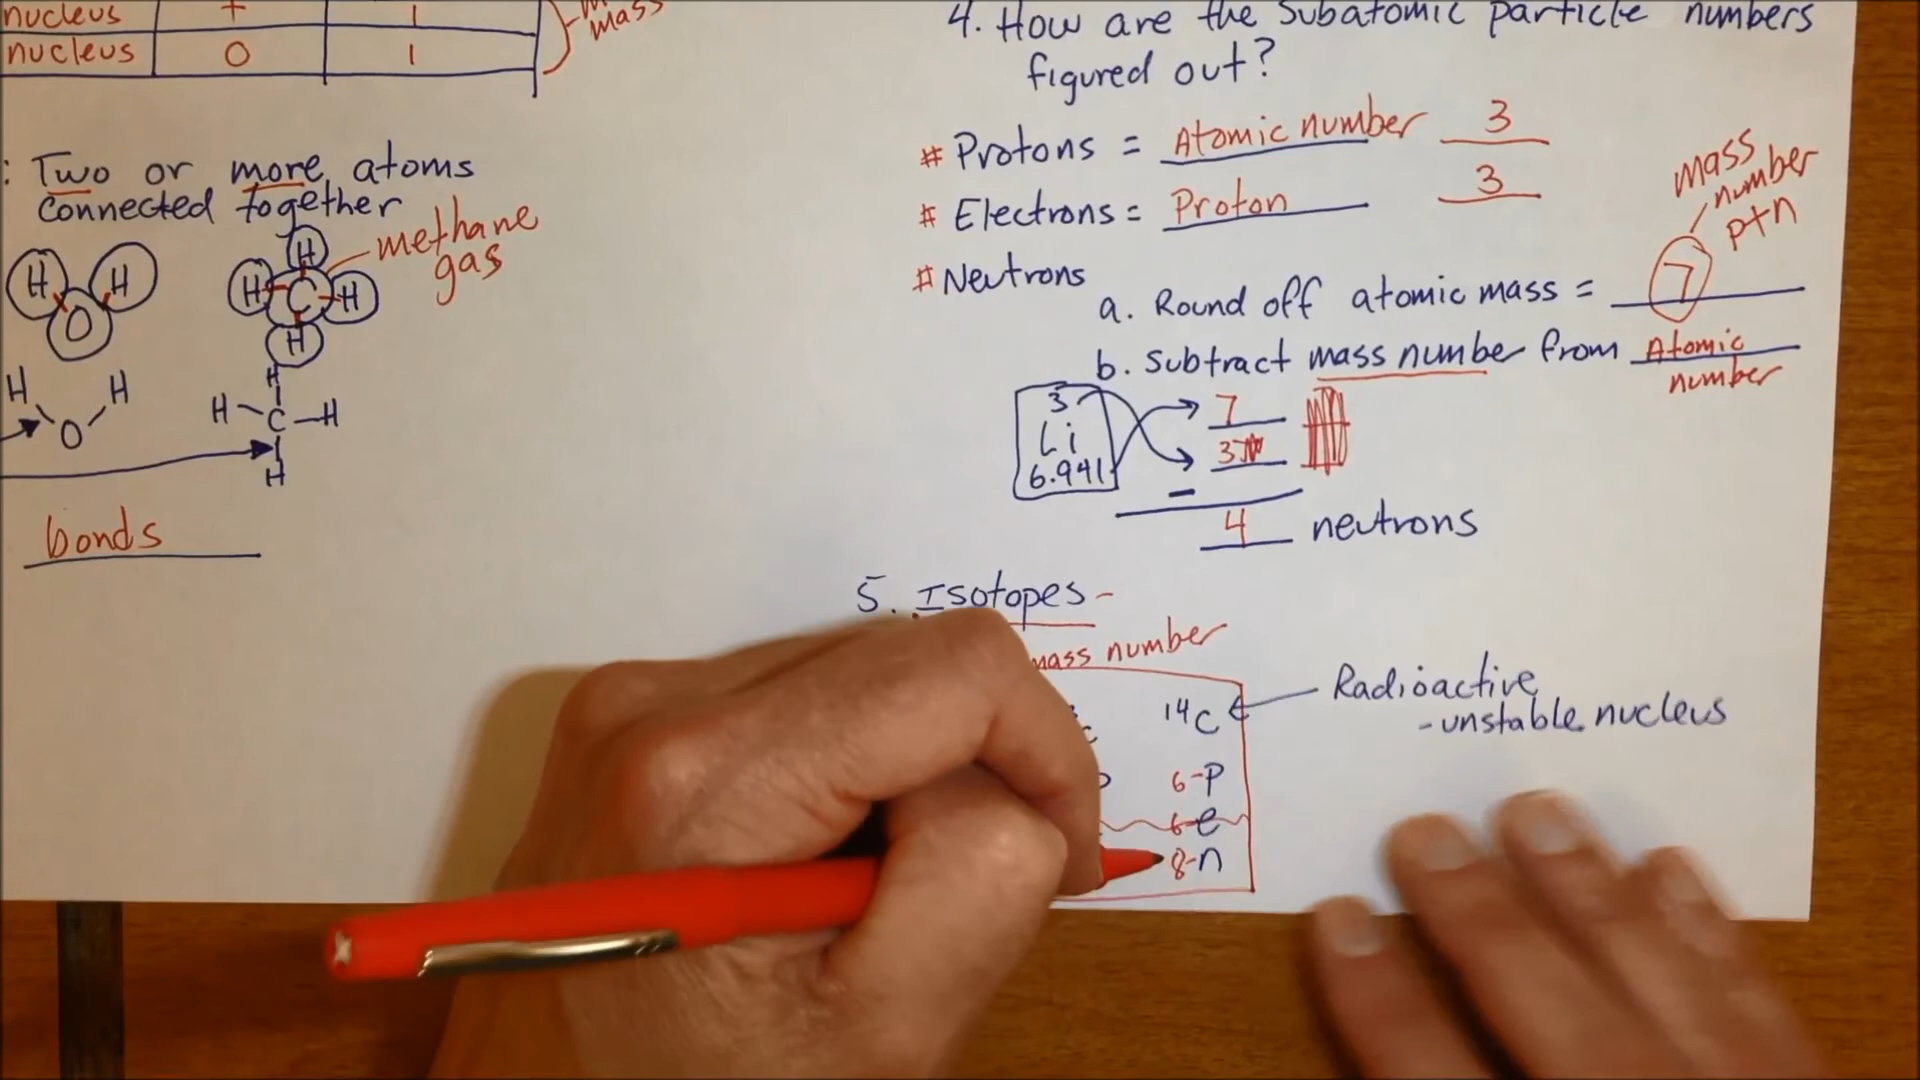 nucleus + 1
nucleus 0 1
mass
: Two or more atoms
connected together
methane
gas
H H
O
H
H C H
H
H H
O
H
H C H
H
bonds
4. How are the subatomic particle numbers
figured out?
# Protons = Atomic number 3
# Electrons = Proton 3
# Neutrons
mass
number
p+n
a. Round off atomic mass = 7
b. Subtract mass number from Atomic
number
3
Li
6.941
7
3
-
4 neutrons
5. Isotopes -
mass number
14C
Radioactive
- unstable nucleus
6-p
6-e
8-n